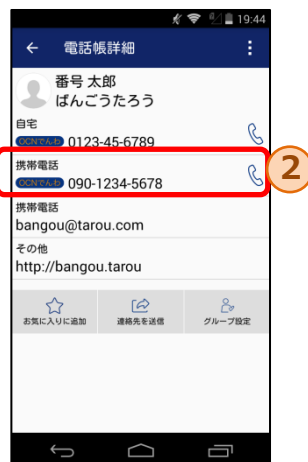 19:44
電話帳詳細
番号 太郎
ばんごうたろう
自宅
OCNでんわ 0123-45-6789
携帯電話
OCNでんわ 090-1234-5678
2
携帯電話
bangou@tarou.com
その他
http://bangou.tarou
お気に入りに追加 連絡先を送信 グループ設定